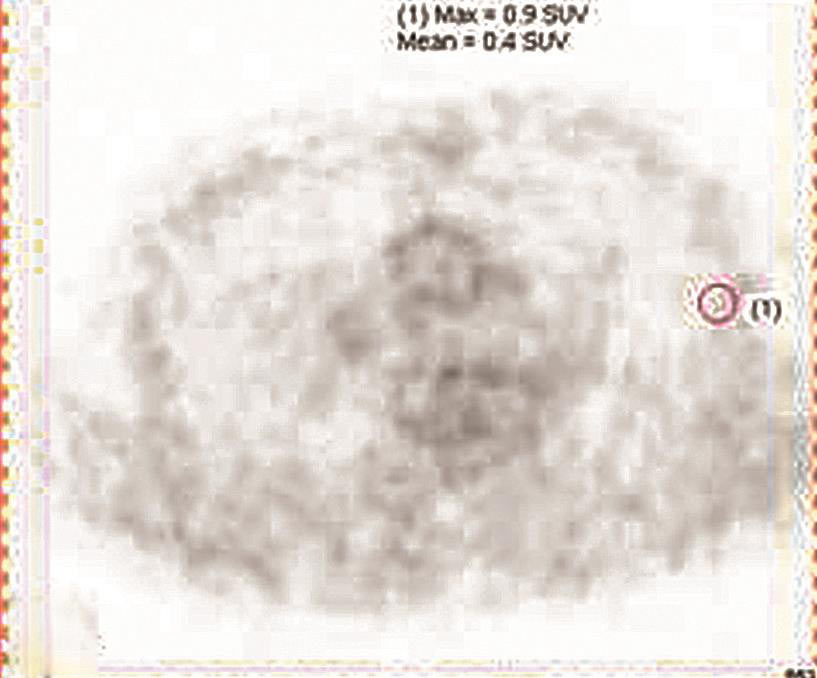 (1) Max = 0.9 SUV
Mean = 0.4 SUV
(1)